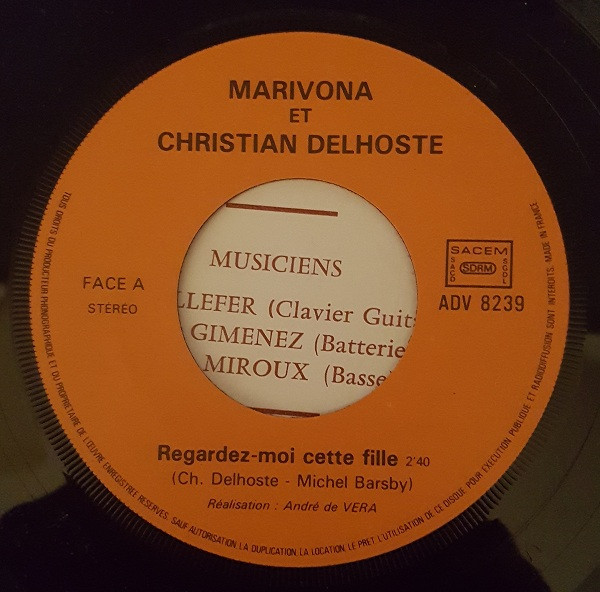 MARIVONA
ET
CHRISTIAN DELHOSTE
MUSICIENS
LLEFER (Clavier Guit
GIMENEZ (Batterie
MIROUX (Basse
FACE A
STEREO
SACEM
SACD SDRM SGDL
ADV 8239
Regardez-moi cette fille 2'40
(Ch. Delhoste - Michel Barsby)
Réalisation : André de VERA
TOUS DROITS DU PRODUCTEUR PHONOGRAPHIQUE ET DU PROPRIETAIRE DE L'ŒUVRE ENREGISTREE RESERVES. SAUF AUTORISATION, LA DUPLICATION, LA LOCATION, LE PRET, L'UTILISATION DE CE DISQUE POUR EXECUTION PUBLIQUE ET RADIODIFFUSION SONT INTERDITS. MADE IN FRANCE